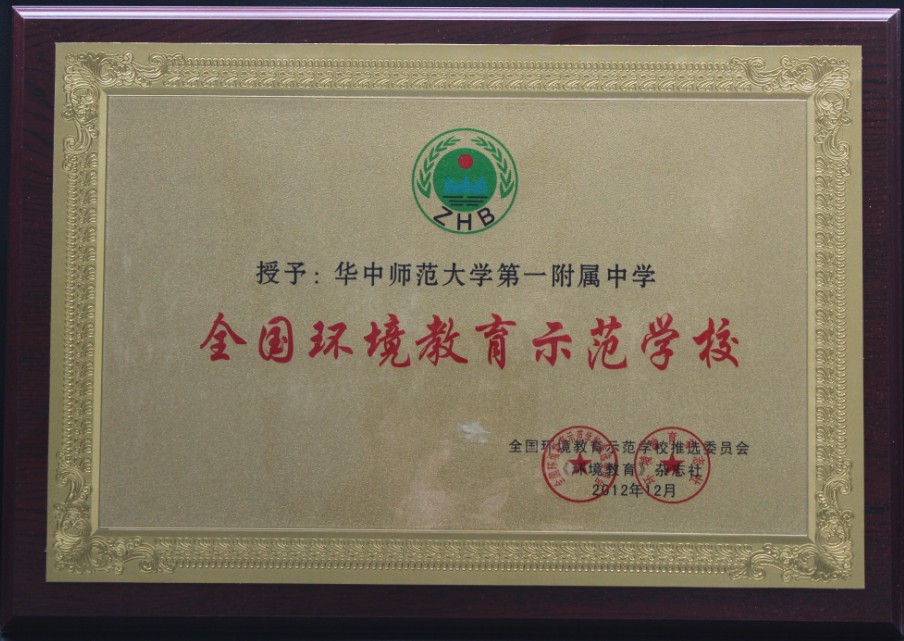 ZHB
授予：华中师范大学第一附属中学
全国环境教育示范学校
全国环境教育示范学校推选委员会
《环境教育》杂志社
2012年12月